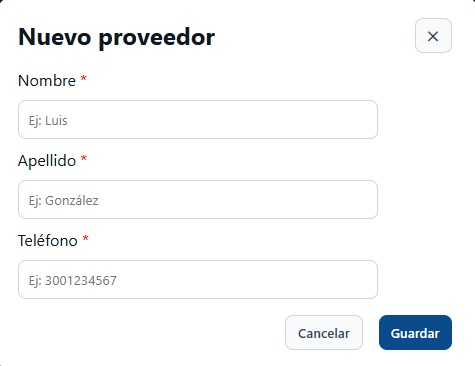 Nuevo proveedor
Nombre *
Ej: Luis
Apellido *
Ej: González
Teléfono *
Ej: 3001234567
Cancelar
Guardar